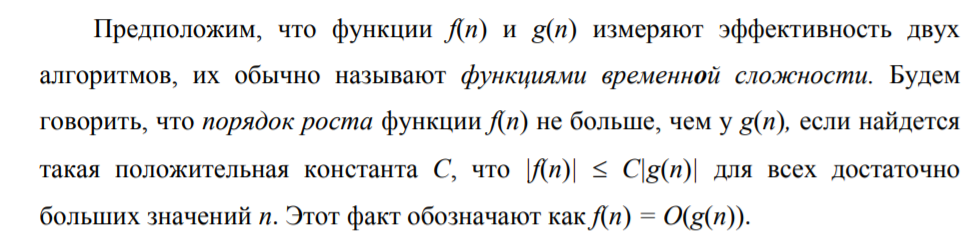 Предположим, что функции f(n) и g(n) измеряют эффективность двух
алгоритмов, их обычно называют функциями временной сложности. Будем
говорить, что порядок роста функции f(n) не больше, чем у g(n), если найдется
такая положительная константа C, что |f(n)| ≤ C|g(n)| для всех достаточно
больших значений n. Этот факт обозначают как f(n) = O(g(n)).